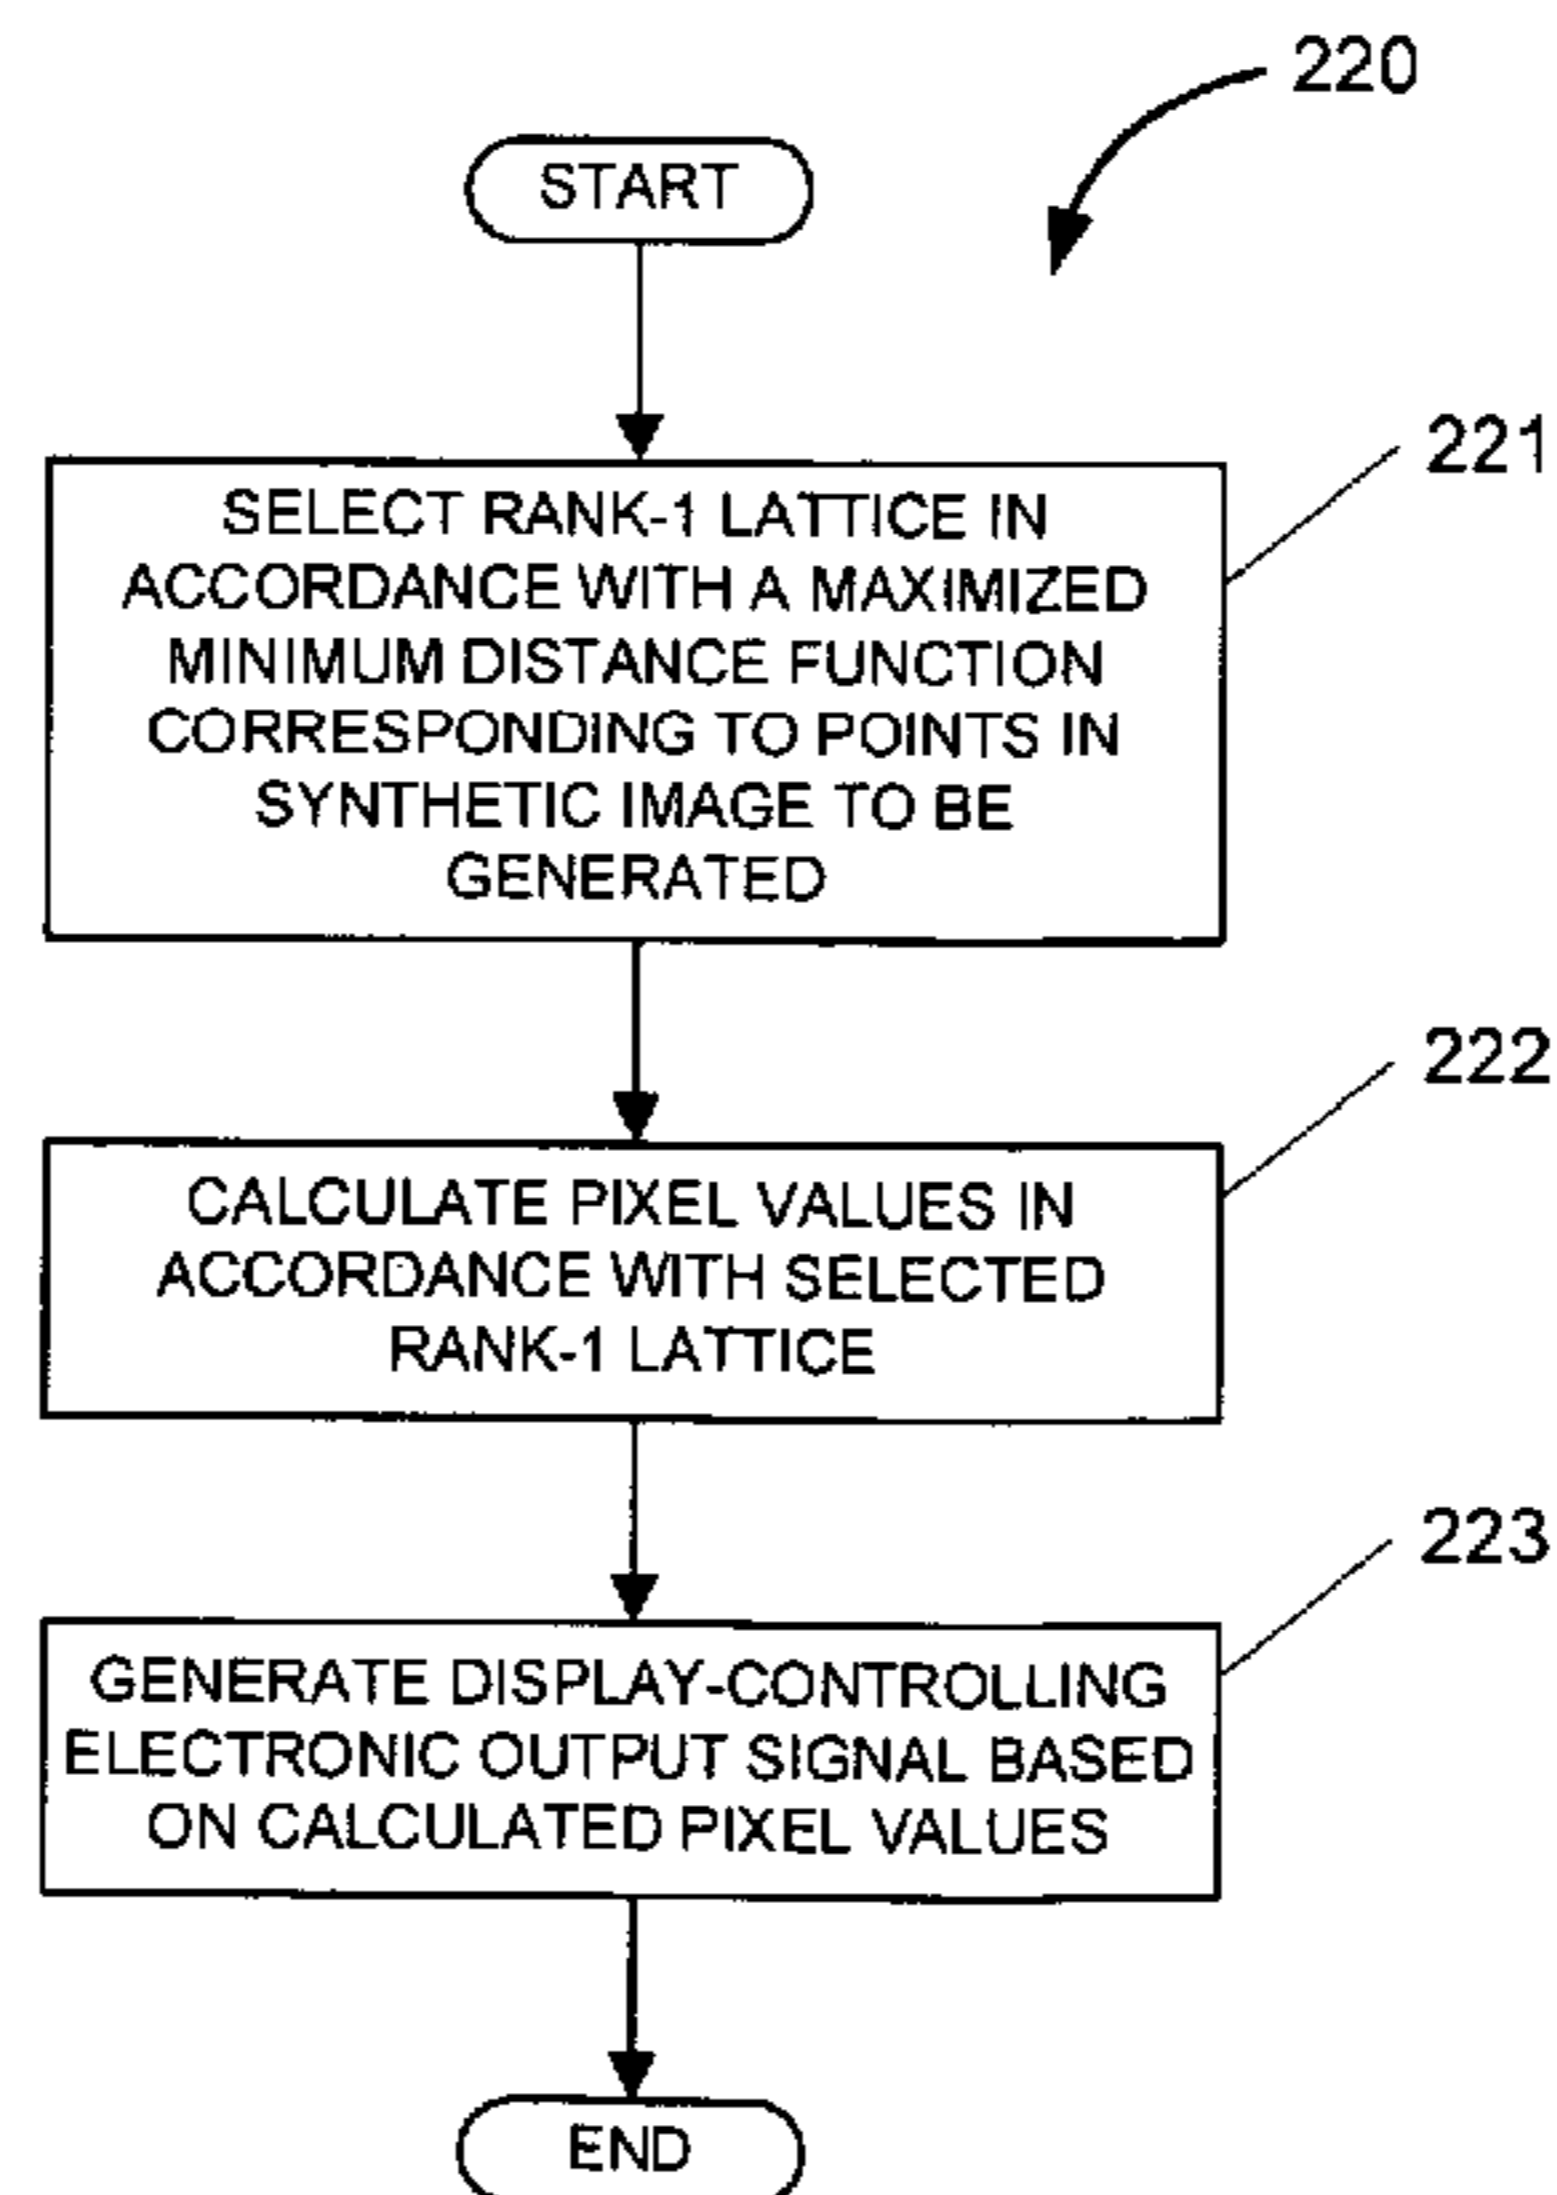 220
START
221
SELECT RANK-1 LATTICE IN
ACCORDANCE WITH A MAXIMIZED
MINIMUM DISTANCE FUNCTION
CORRESPONDING TO POINTS IN
SYNTHETIC IMAGE TO BE
GENERATED
222
CALCULATE PIXEL VALUES IN
ACCORDANCE WITH SELECTED
RANK-1 LATTICE
223
GENERATE DISPLAY-CONTROLLING
ELECTRONIC OUTPUT SIGNAL BASED
ON CALCULATED PIXEL VALUES
END